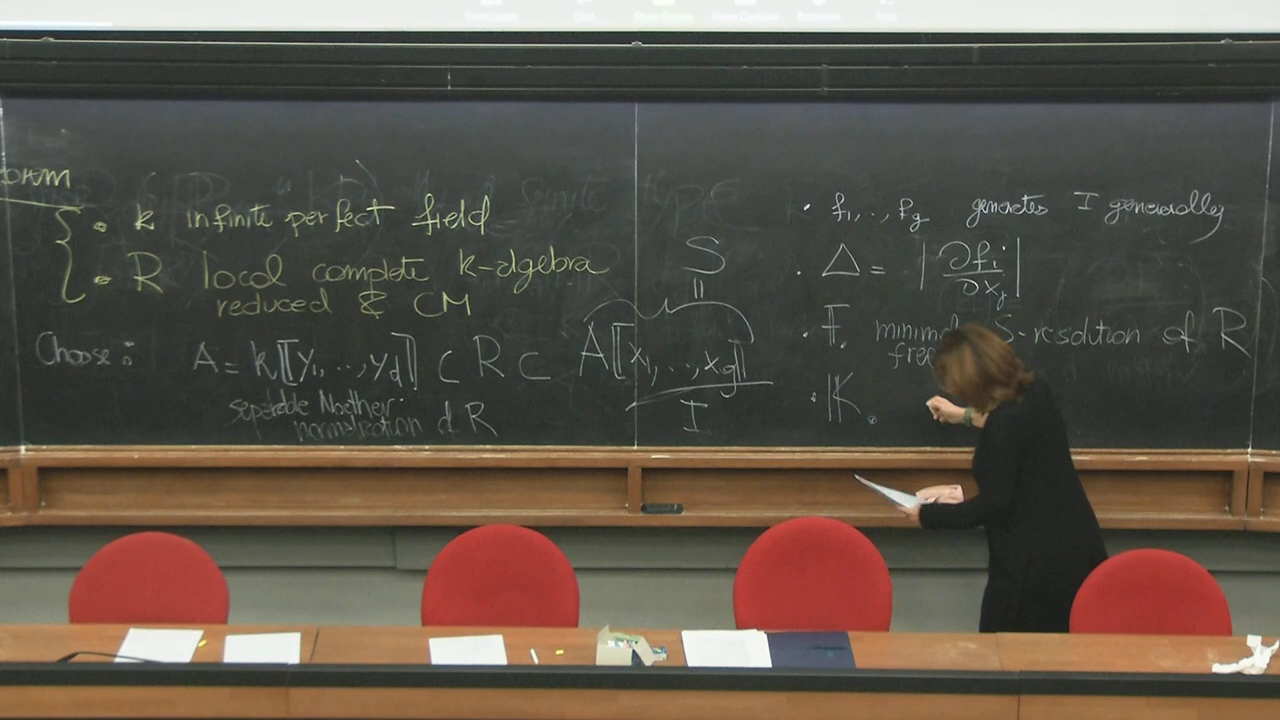 • k infinite perfect field
• R local complete k-algebra
reduced & CM
Choose: A = k[[y1, ..., yd]] ⊂ R ⊂ A[[x1, ..., xg]]
I
S
=
separable Noether
normalization of R
• f1, .., fg generates I generically
• Δ = | ∂fi / ∂xj |
• F. minimal S-resolution of R
free
• K.